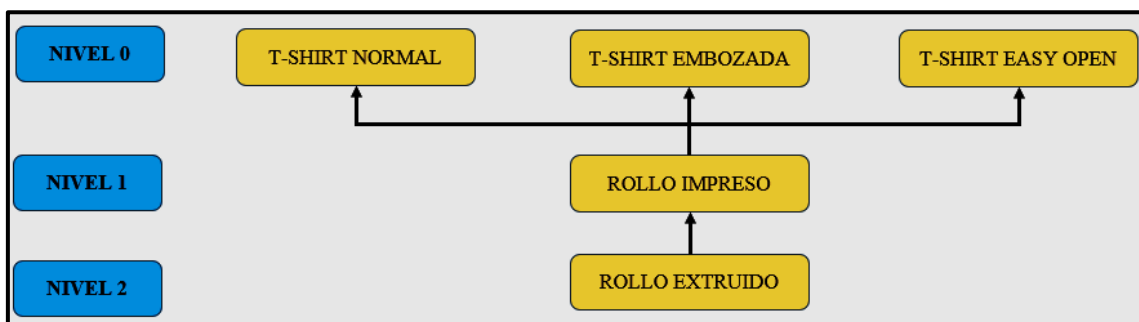 NIVEL 0
T-SHIRT NORMAL
T-SHIRT EMBOZADA
T-SHIRT EASY OPEN
NIVEL 1
ROLLO IMPRESO
NIVEL 2
ROLLO EXTRUIDO